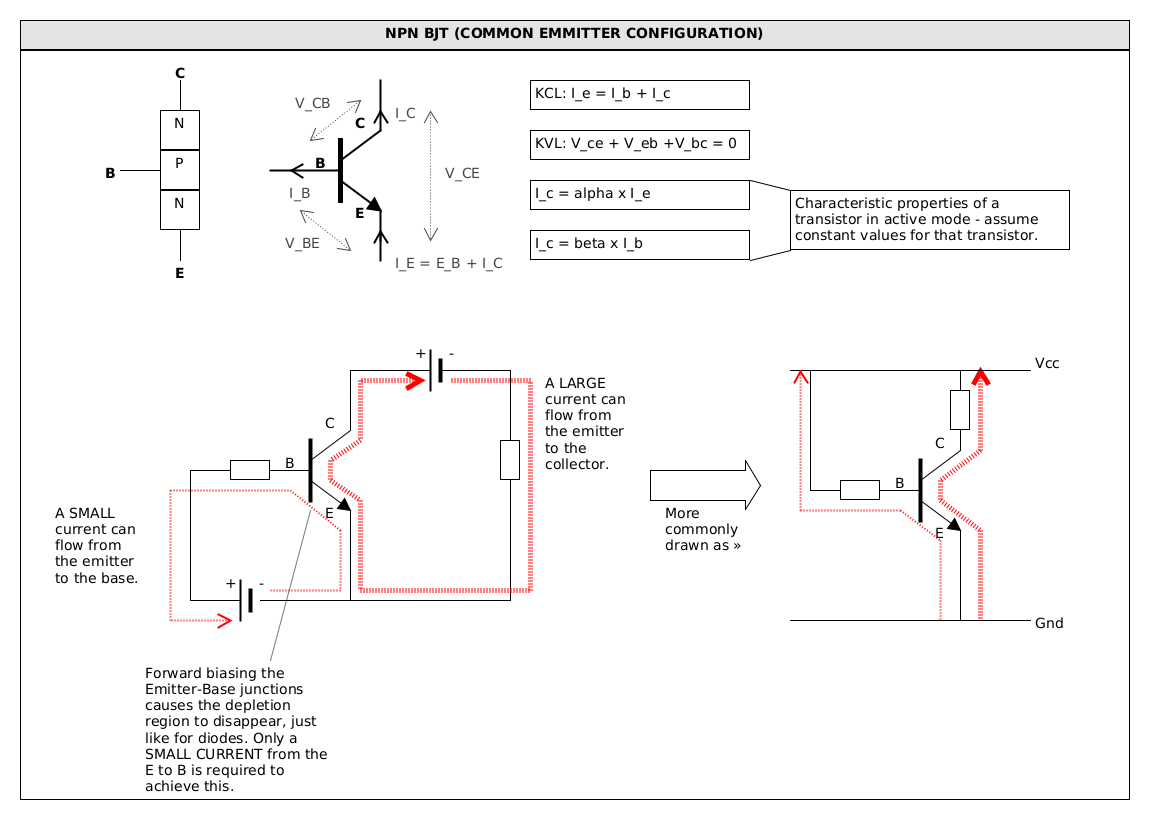 NPN BJT (COMMON EMMITTER CONFIGURATION)
C
N
P
N
B
E
V_CB
C
I_C
B
I_B
V_CE
E
V_BE
I_E = E_B + I_C
KCL: I_e = I_b + I_c
KVL: V_ce + V_eb +V_bc = 0
I_c = alpha x I_e
I_c = beta x I_b
Characteristic properties of a
transistor in active mode - assume
constant values for that transistor.
+ -
C
B
E
A LARGE
current can
flow from
the emitter
to the
collector.
A SMALL
current can
flow from
the emitter
to the base.
+ -
Forward biasing the
Emitter-Base junctions
causes the depletion
region to disappear, just
like for diodes. Only a
SMALL CURRENT from the
E to B is required to
achieve this.
More
commonly
drawn as »
Vcc
C
B
E
Gnd